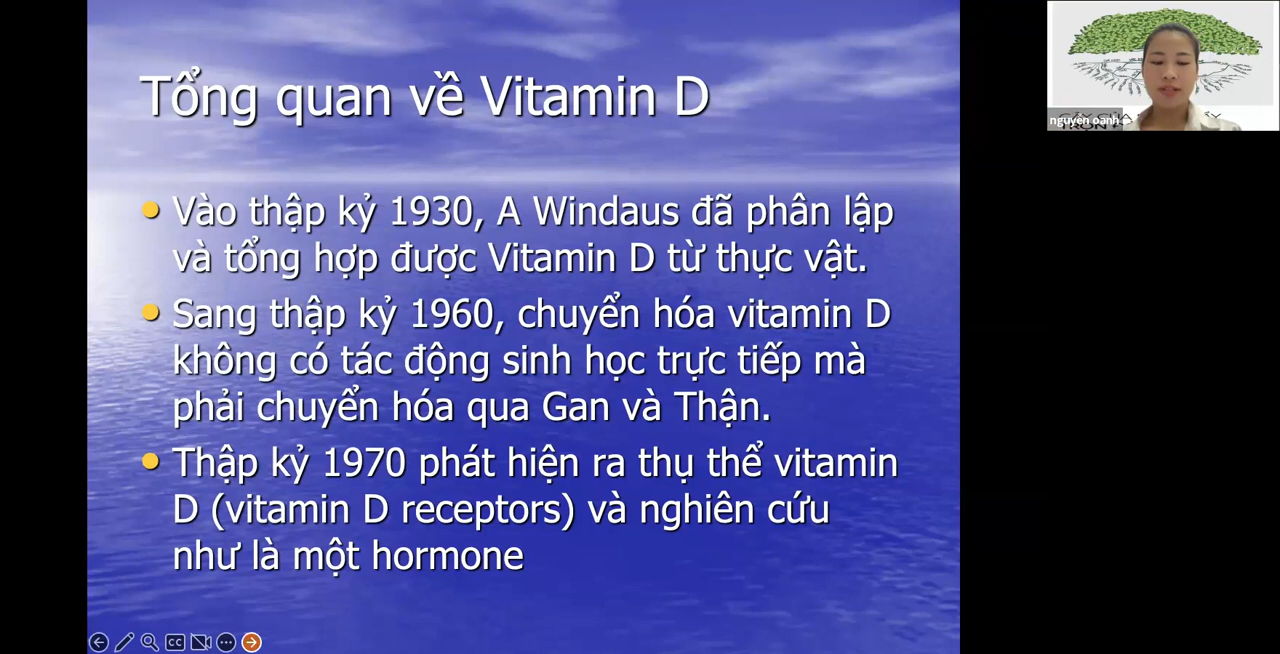 Tổng quan về Vitamin D
Vào thập kỷ 1930, A Windaus đã phân lập
và tổng hợp được Vitamin D từ thực vật.
Sang thập kỷ 1960, chuyển hóa vitamin D
không có tác động sinh học trực tiếp mà
phải chuyển hóa qua Gan và Thận.
Thập kỷ 1970 phát hiện ra thụ thể vitamin
D (vitamin D receptors) và nghiên cứu
như là một hormone
nguyễn oanh
CC